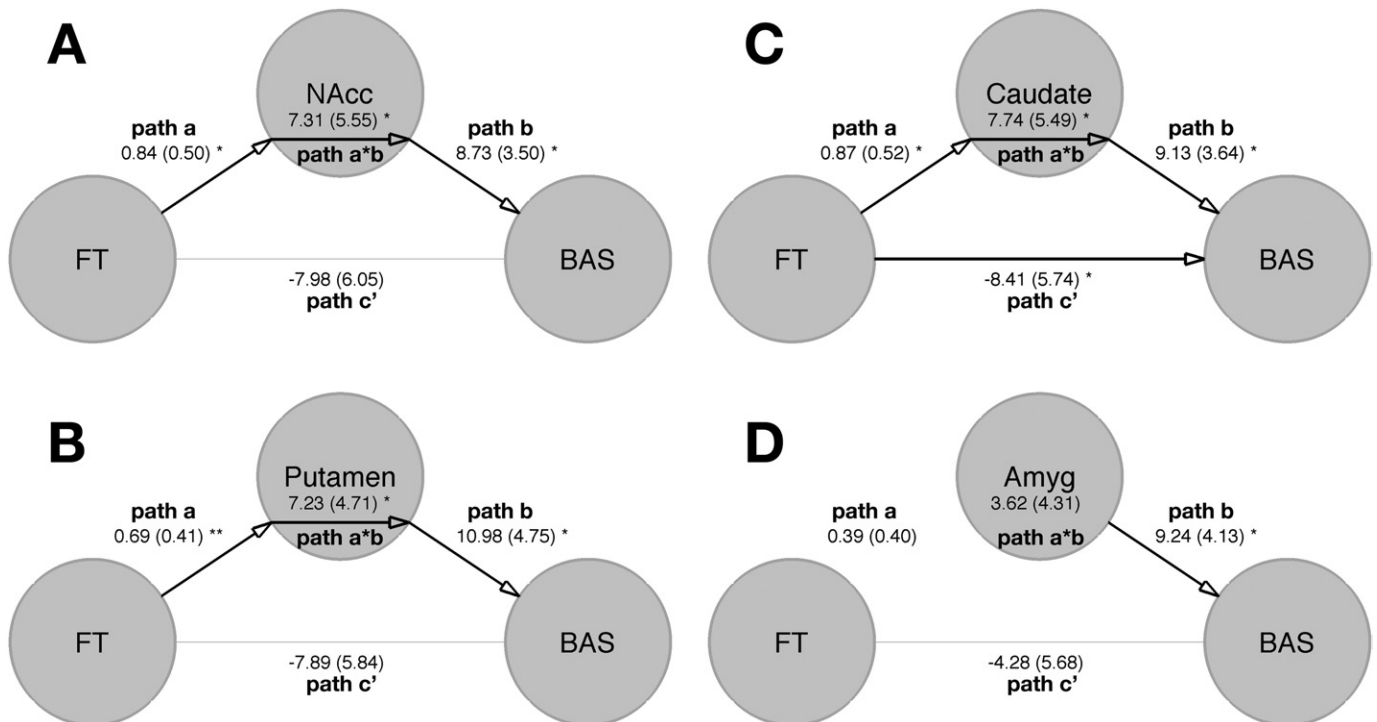 A
NAcc
7.31 (5.55) *
path a*b
path a
0.84 (0.50) *
path b
8.73 (3.50) *
FT
BAS
-7.98 (6.05)
path c’
C
Caudate
7.74 (5.49) *
path a*b
path a
0.87 (0.52) *
path b
9.13 (3.64) *
FT
BAS
-8.41 (5.74) *
path c’
B
Putamen
7.23 (4.71) *
path a*b
path a
0.69 (0.41) **
path b
10.98 (4.75) *
FT
BAS
-7.89 (5.84)
path c’
D
Amyg
3.62 (4.31)
path a*b
path a
0.39 (0.40)
path b
9.24 (4.13) *
FT
BAS
-4.28 (5.68)
path c’